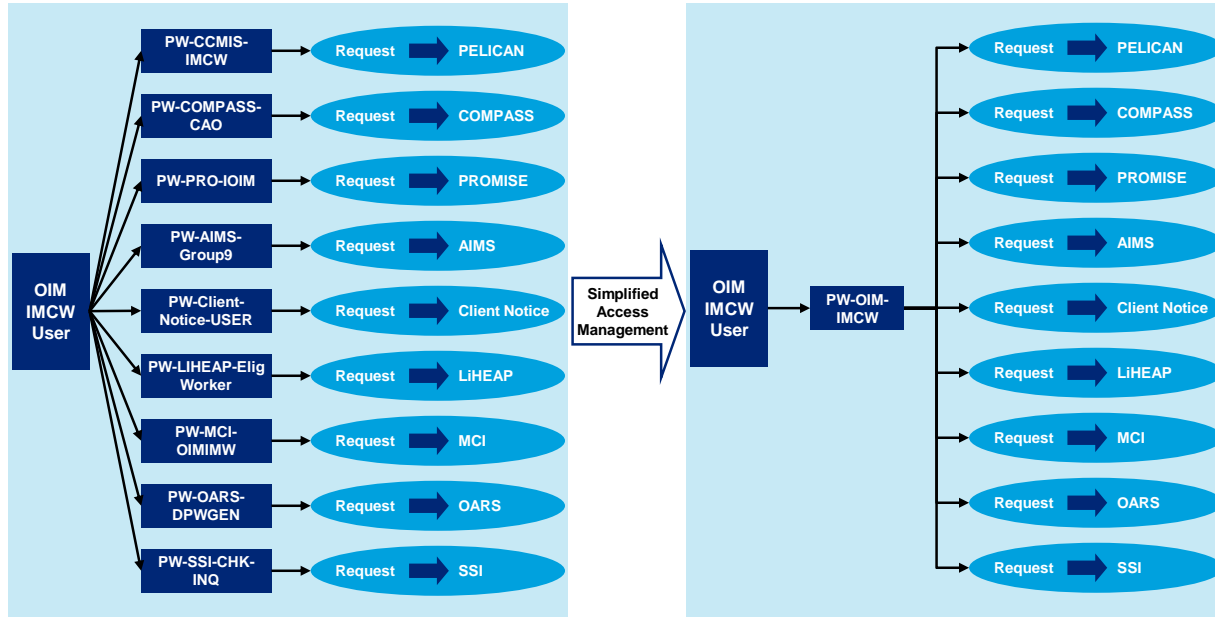 PW-CCMIS-
IMCW
Request
PELICAN
PW-COMPASS-
CAO
Request
COMPASS
PW-PRO-IOIM
Request
PROMISE
PW-AIMS-
Group9
Request
AIMS
OIM
IMCW
User
PW-Client-
Notice-USER
Request
Client Notice
PW-LIHEAP-Elig
Worker
Request
LiHEAP
PW-MCI-
OIMIMW
Request
MCI
PW-OARS-
DPWGEN
Request
OARS
PW-SSI-CHK-
INQ
Request
SSI
Simplified
Access
Management
OIM
IMCW
User
PW-OIM-
IMCW
Request
PELICAN
Request
COMPASS
Request
PROMISE
Request
AIMS
Request
Client Notice
Request
LiHEAP
Request
MCI
Request
OARS
Request
SSI